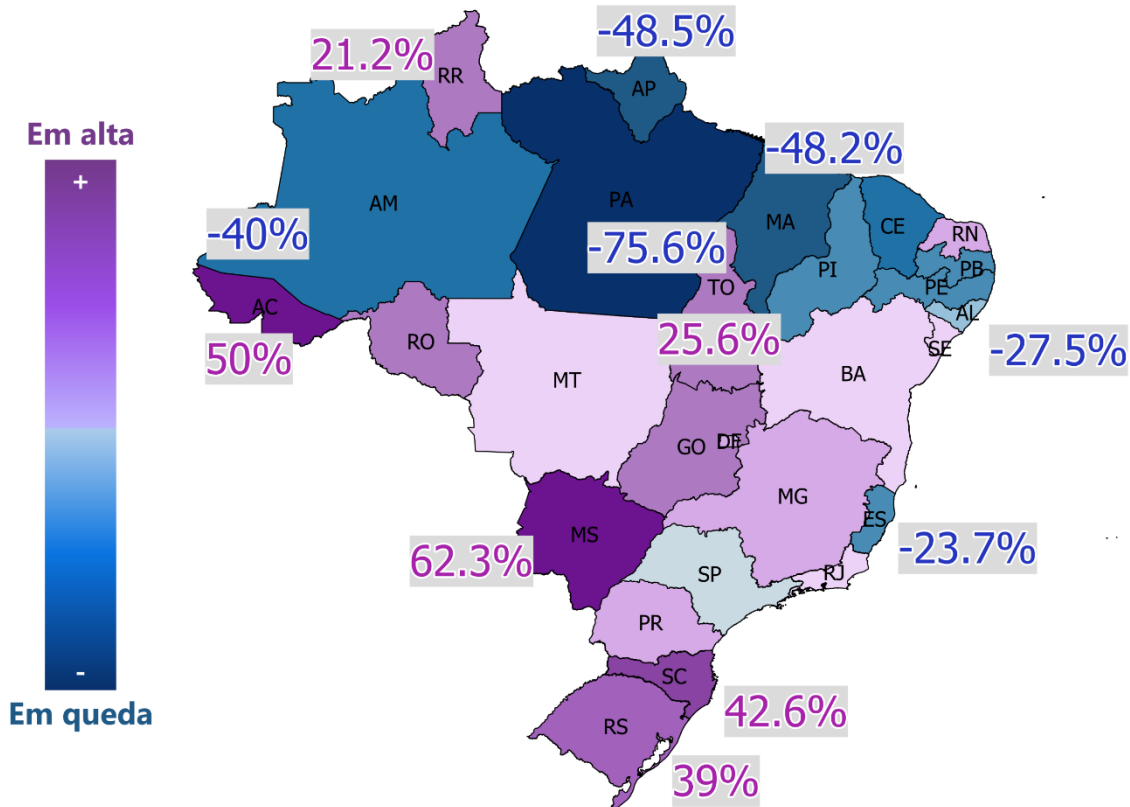 -48.5%
21.2%
RR
AP
Em alta
+
-48.2%
AM
PA
MA
CE
RN
-40%
-75.6%
PI
PB
TO
PE
AC
AL
25.6%
50%
RO
SE
-27.5%
MT
BA
GO
DF
MG
MS
ES
62.3%
-23.7%
SP
RJ
PR
-
SC
Em queda
RS
42.6%
39%